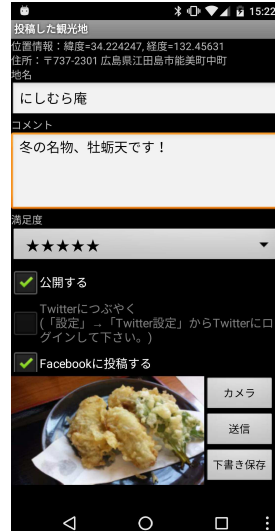 15:22
投稿した観光地
位置情報：緯度=34.224247, 経度=132.45631
住所：〒737-2301 広島県江田島市能美町中町
地名
にしむら庵
コメント
冬の名物、牡蛎天です！
満足度
★★★★★
公開する
Twitterにつぶやく
(「設定」→「Twitter設定」からTwitterにロ
グインして下さい。)
Facebookに投稿する
カメラ
送信
下書き保存